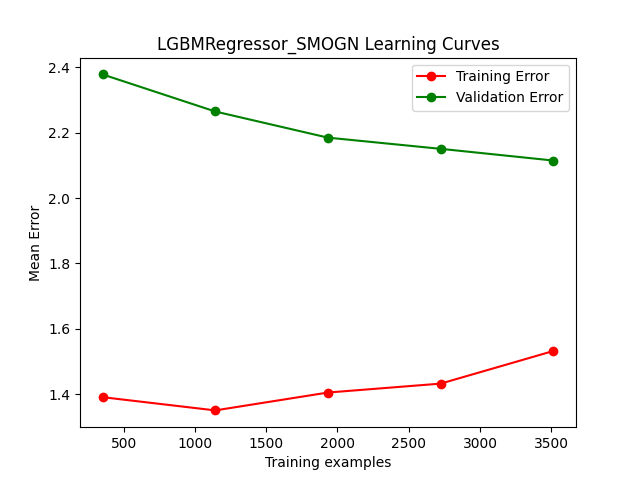 LGBMRegressor_SMOGN Learning Curves
Training Error
Validation Error
2.4
2.2
2.0
1.8
1.6
1.4
Mean Error
500
1000
1500
2000
2500
3000
3500
Training examples